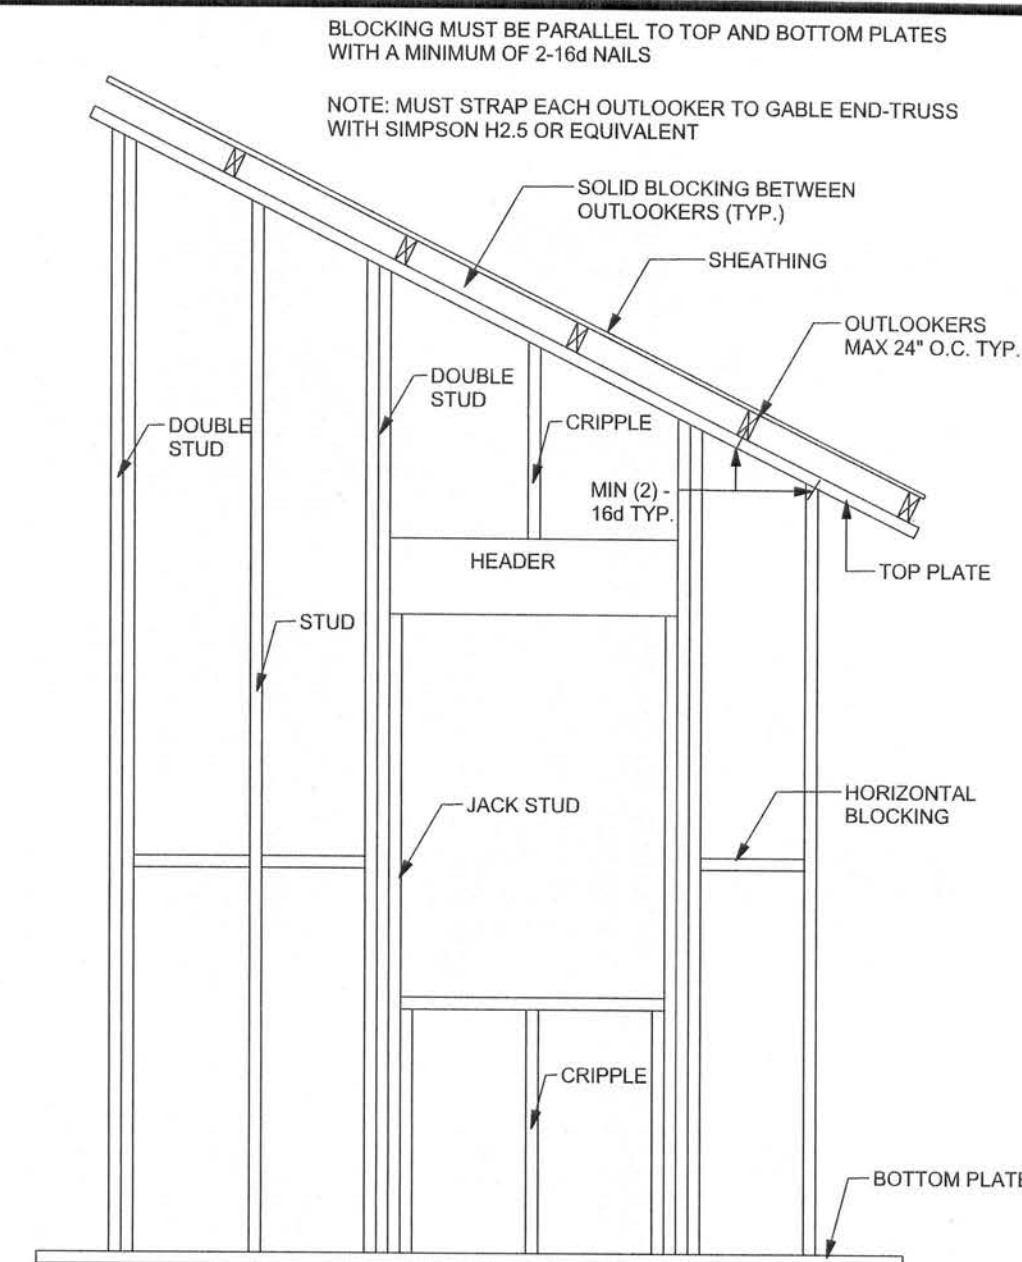 BLOCKING MUST BE PARALLEL TO TOP AND BOTTOM PLATES
WITH A MINIMUM OF 2-16d NAILS
NOTE: MUST STRAP EACH OUTLOOKER TO GABLE END-TRUSS
WITH SIMPSON H2.5 OR EQUIVALENT
SOLID BLOCKING BETWEEN
OUTLOOKERS (TYP.)
SHEATHING
OUTLOOKERS
MAX 24" O.C. TYP.
DOUBLE
STUD
DOUBLE
STUD
CRIPPLE
MIN (2) -
16d TYP.
HEADER
TOP PLATE
STUD
JACK STUD
HORIZONTAL
BLOCKING
CRIPPLE
BOTTOM PLATE